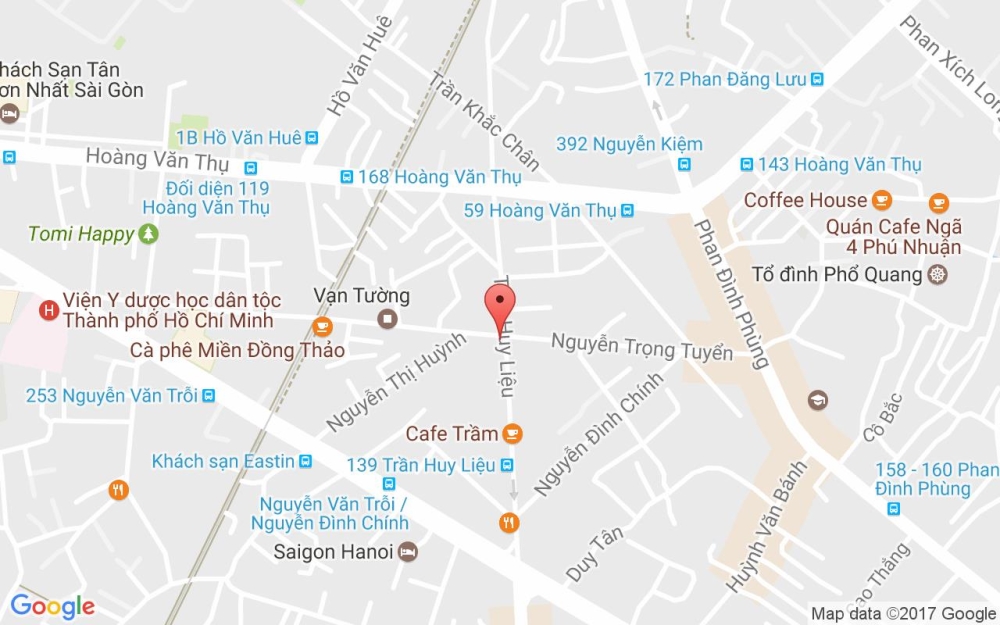 Hồ Văn Huê
Phan Xích Long
hách Sạn Tân
ơn Nhất Sài Gòn
172 Phan Đăng Lưu
Trần Khắc Chân
1B Hồ Văn Huê
392 Nguyễn Kiệm
Hoàng Văn Thụ
168 Hoàng Văn Thụ
143 Hoàng Văn Thụ
Đối diện 119
Hoàng Văn Thụ
59 Hoàng Văn Thụ
Coffee House
Quán Cafe Ngã
4 Phú Nhuận
Tomi Happy
Phan Đình Phùng
Tổ đình Phổ Quang
Viện Y dược học dân tộc
Thành phố Hồ Chí Minh
Vạn Tường
Huy Liệu
Cà phê Miền Đồng Thảo
Nguyễn Thị Huỳnh
Nguyễn Trọng Tuyển
253 Nguyễn Văn Trỗi
Nguyễn Đình Chính
Cô Bắc
Cafe Trầm
Khách sạn Eastin
139 Trần Huy Liệu
158 - 160 Phan
Đình Phùng
Nguyễn Văn Trỗi /
Nguyễn Đình Chính
Huỳnh Văn Bánh
Saigon Hanoi
Duy Tân
Cao Thắng
Google
Map data ©2017 Google